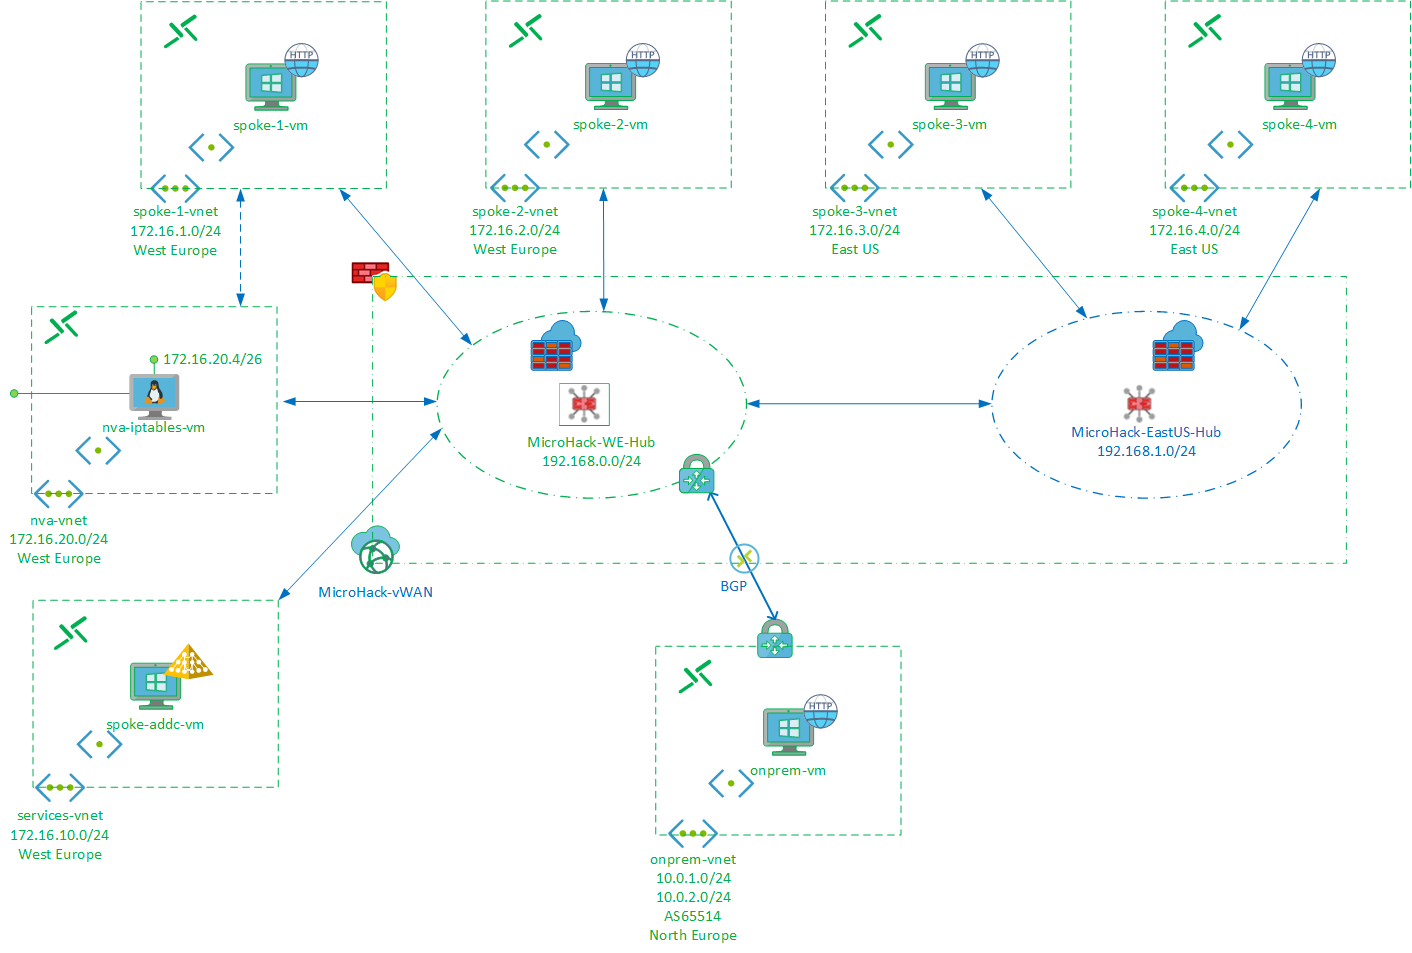 HTTP
spoke-1-vm
spoke-1-vnet
172.16.1.0/24
West Europe
HTTP
spoke-2-vm
spoke-2-vnet
172.16.2.0/24
West Europe
HTTP
spoke-3-vm
spoke-3-vnet
172.16.3.0/24
East US
HTTP
spoke-4-vm
spoke-4-vnet
172.16.4.0/24
East US
172.16.20.4/26
nva-iptables-vm
nva-vnet
172.16.20.0/24
West Europe
MicroHack-WE-Hub
192.168.0.0/24
MicroHack-EastUS-Hub
192.168.1.0/24
MicroHack-vWAN
BGP
spoke-addc-vm
services-vnet
172.16.10.0/24
West Europe
HTTP
onprem-vm
onprem-vnet
10.0.1.0/24
10.0.2.0/24
AS65514
North Europe